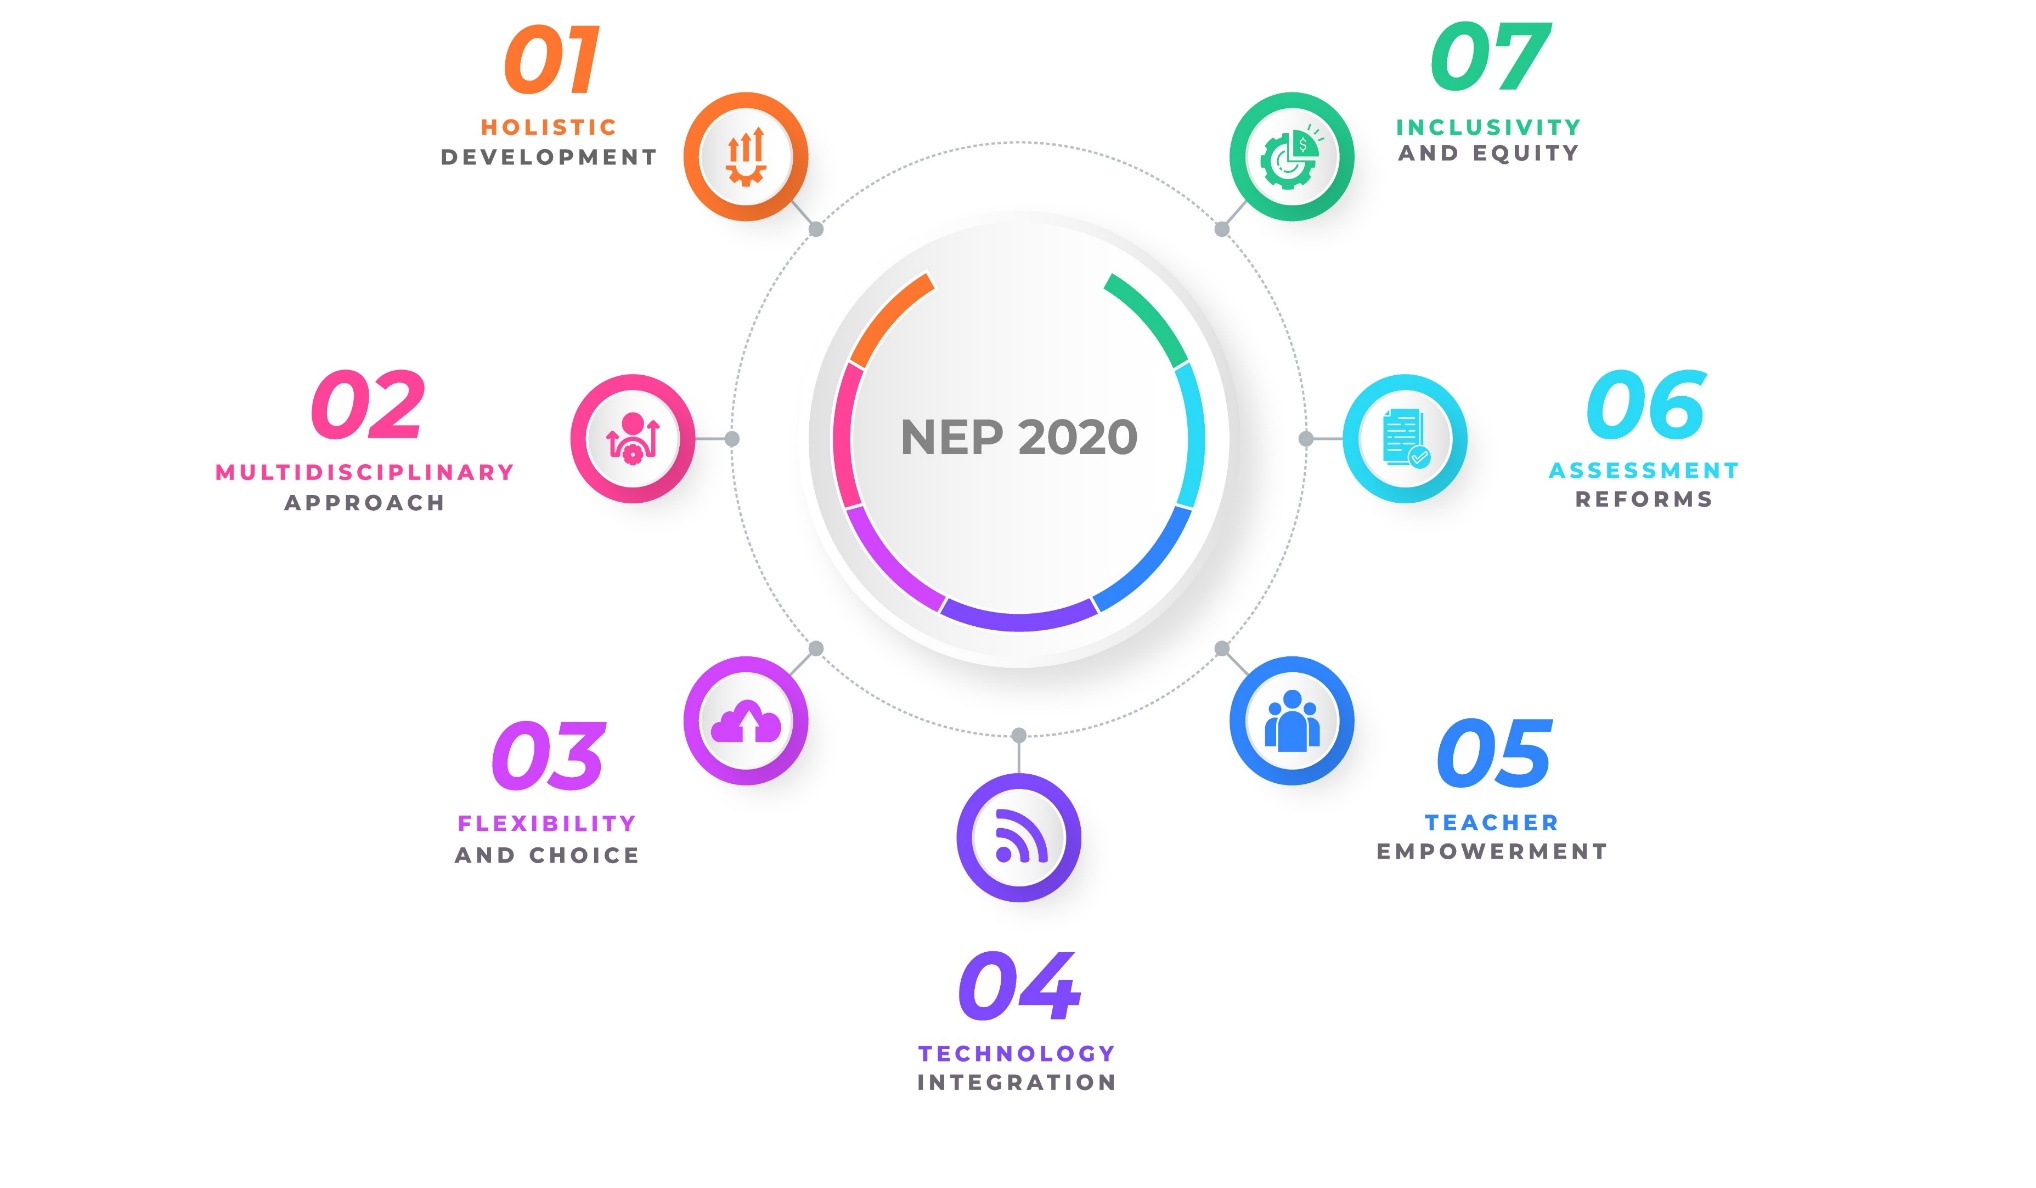 01
HOLISTIC
DEVELOPMENT
02
MULTIDISCIPLINARY
APPROACH
03
FLEXIBILITY
AND CHOICE
04
TECHNOLOGY
INTEGRATION
05
TEACHER
EMPOWERMENT
06
ASSESSMENT
REFORMS
07
INCLUSIVITY
AND EQUITY
$
NEP 2020